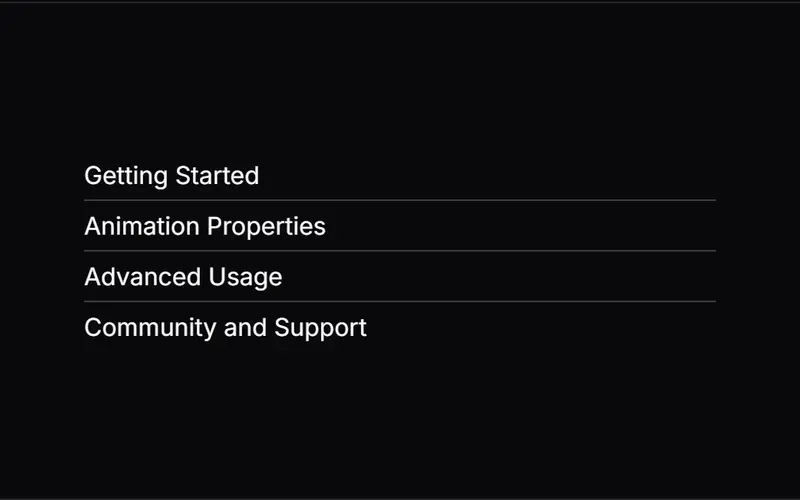 Getting Started
Animation Properties
Advanced Usage
Community and Support